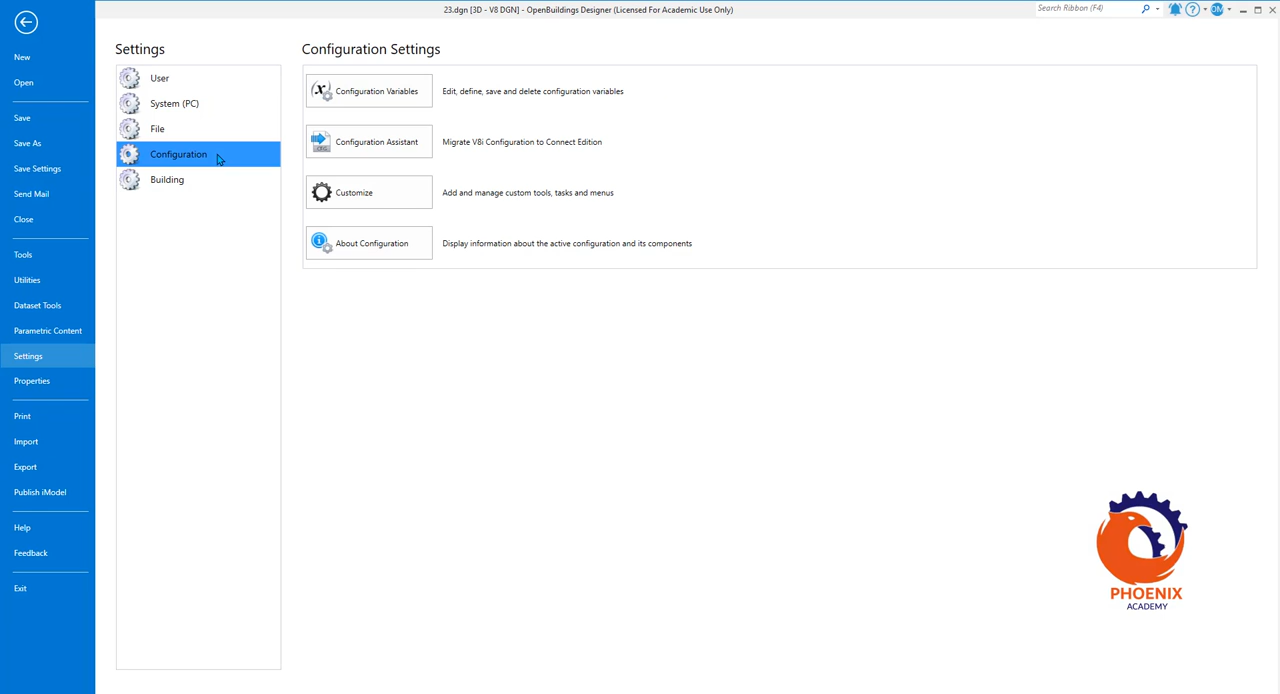 23.dgn [3D - V8 DGN] - OpenBuildings Designer (Licensed For Academic Use Only)
Search Ribbon (F4)
DM
New
Open
Save
Save As
Save Settings
Send Mail
Close
Tools
Utilities
Dataset Tools
Parametric Content
Settings
Properties
Print
Import
Export
Publish iModel
Help
Feedback
Exit
Settings
User
System (PC)
File
Configuration
Building
Configuration Settings
Configuration Variables
Edit, define, save and delete configuration variables
Configuration Assistant
Migrate V8i Configuration to Connect Edition
Customize
Add and manage custom tools, tasks and menus
About Configuration
Display information about the active configuration and its components
PHOENIX
ACADEMY